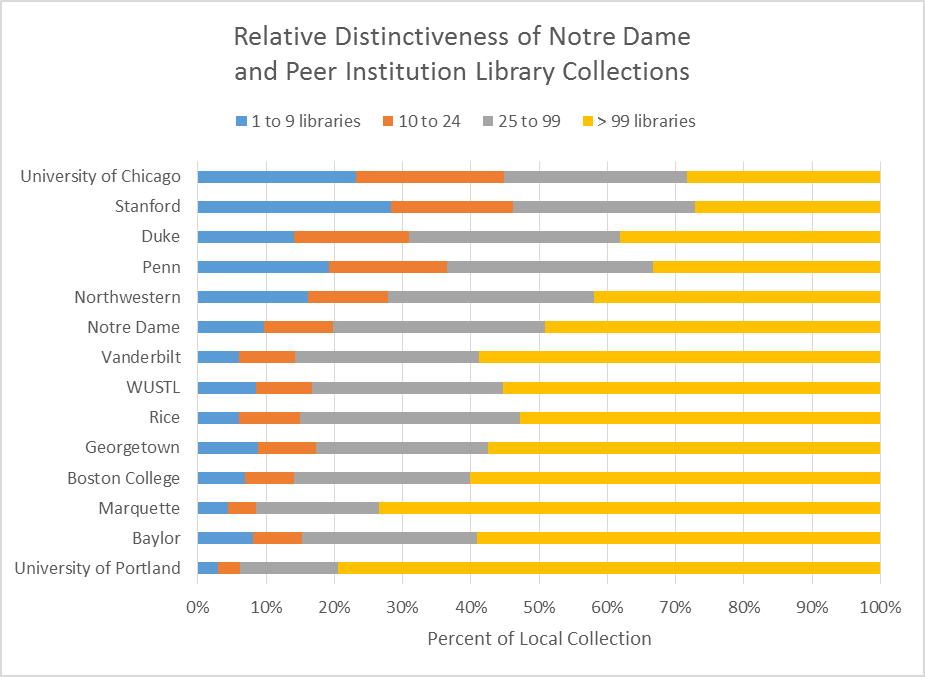 Relative Distinctiveness of Notre Dame
and Peer Institution Library Collections
1 to 9 libraries 10 to 24 25 to 99 > 99 libraries
University of Chicago
Stanford
Duke
Penn
Northwestern
Notre Dame
Vanderbilt
WUSTL
Rice
Georgetown
Boston College
Marquette
Baylor
University of Portland
0% 10% 20% 30% 40% 50% 60% 70% 80% 90% 100%
Percent of Local Collection